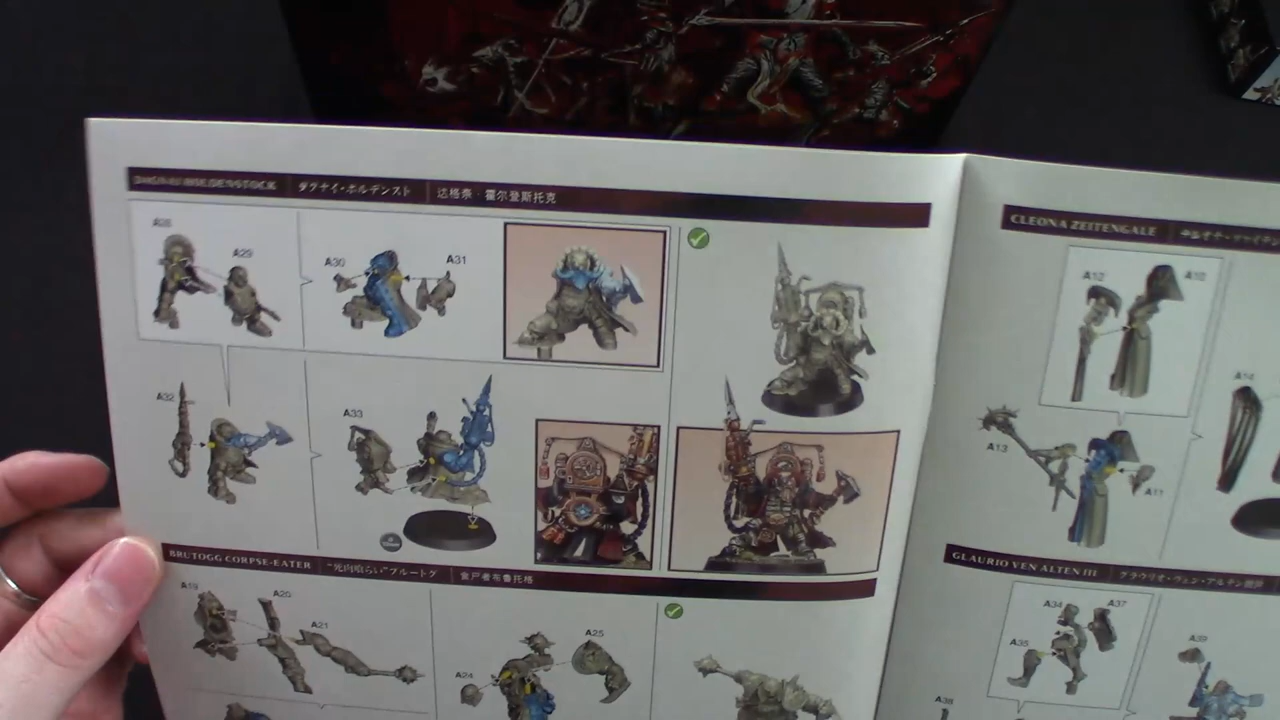 HOLDENSTOCK ダグナイ・ホルデンスト 达格奈·霍尔登斯托克
A28
A29
A30
A31
A32
A33
BRUTOGG CORPSE-EATER “死肉喰らい”ブルートグ 食尸者布鲁托格
A19
A20
A21
A24
A25
CLEONA ZEITENGALE
A12
A10
A13
A11
A14
GLAURIO VEN ALTEN III グラウリオ・ヴェン・アルテン
A34
A37
A35
A39
A38